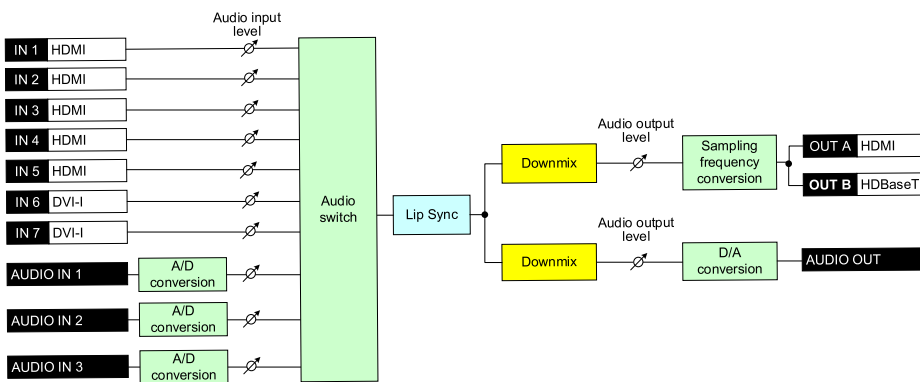 Audio input
level
IN 1 HDMI
IN 2 HDMI
IN 3 HDMI
IN 4 HDMI
IN 5 HDMI
IN 6 DVI-I
IN 7 DVI-I
AUDIO IN 1
A/D
conversion
AUDIO IN 2
A/D
conversion
AUDIO IN 3
A/D
conversion
Audio
switch
Lip Sync
Downmix
Audio output
level
Sampling
frequency
conversion
OUT A HDMI
OUT B HDBaseT
Downmix
Audio output
level
D/A
conversion
AUDIO OUT